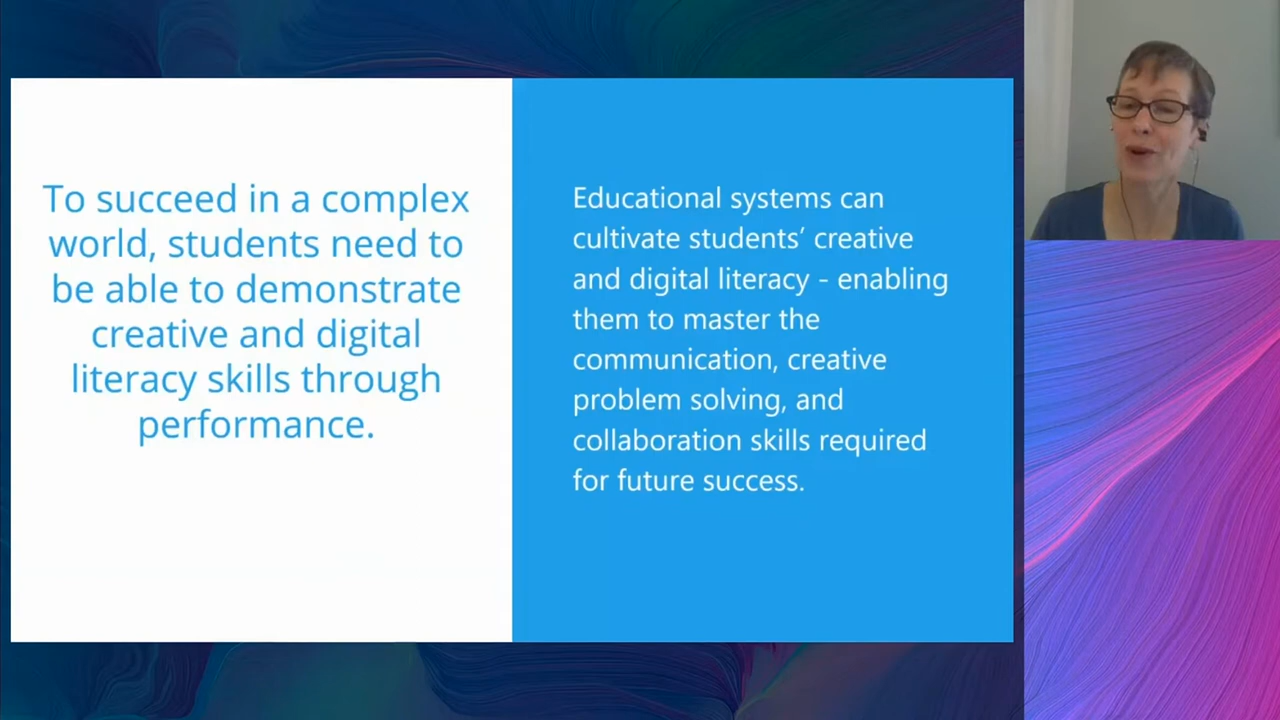 To succeed in a complex
world, students need to
be able to demonstrate
creative and digital
literacy skills through
performance.
Educational systems can
cultivate students’ creative
and digital literacy - enabling
them to master the
communication, creative
problem solving, and
collaboration skills required
for future success.